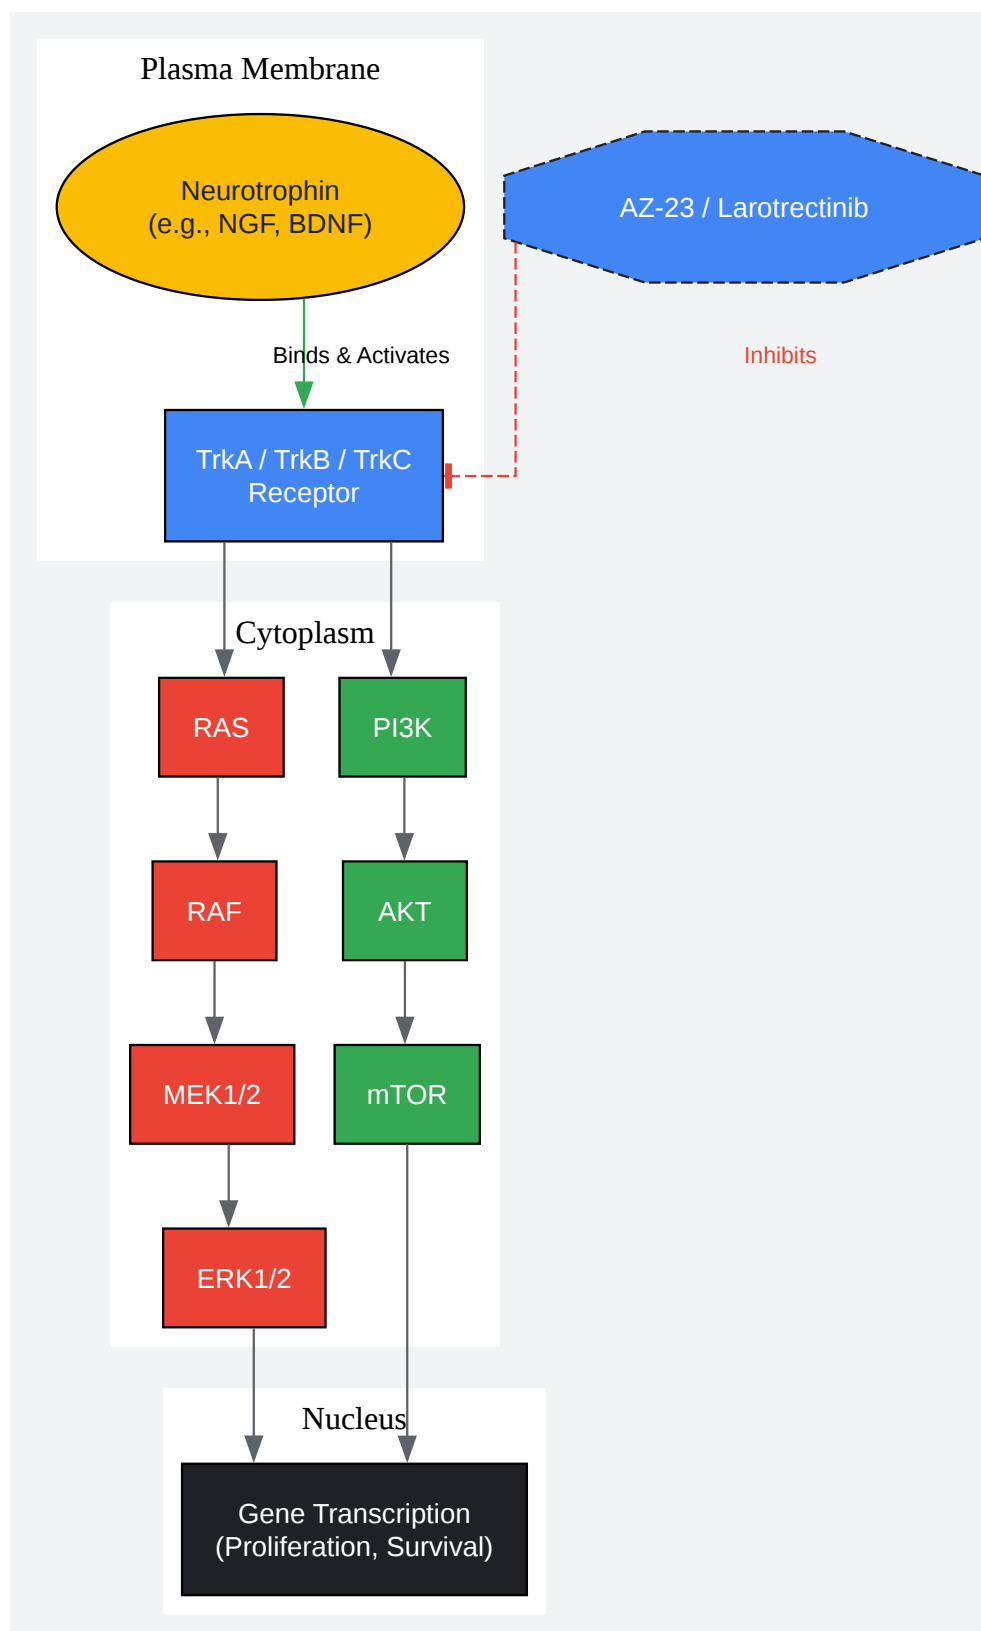 Plasma Membrane
Neurotrophin
(e.g., NGF, BDNF)
AZ-23 / Larotrectinib
Binds & Activates
Inhibits
TrkA / TrkB / TrkC
Receptor
Cytoplasm
RAS
PI3K
RAF
AKT
MEK1/2
mTOR
ERK1/2
Nucleus
Gene Transcription
(Proliferation, Survival)